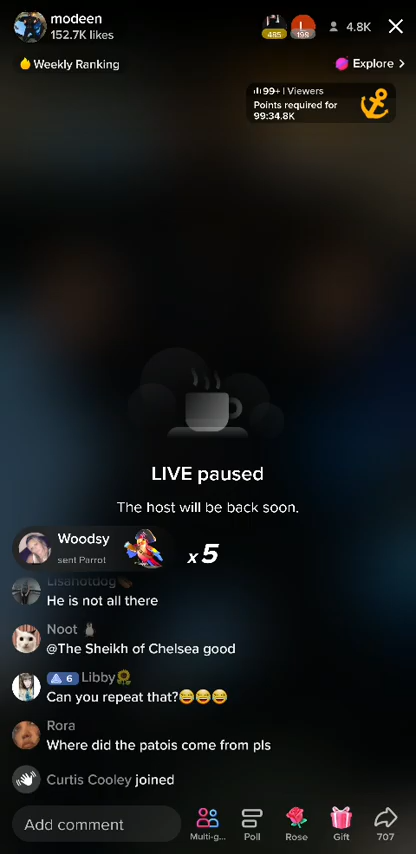 modeen
152.7K likes
485
198
4.8K
Weekly Ranking
Explore
99+ | Viewers
Points required for
99:34.8K
LIVE paused
The host will be back soon.
Woodsy
sent Parrot
x5
Lisahotdog
He is not all there
Noot
@The Sheikh of Chelsea good
6 Libby🌻
Can you repeat that?😅😅😅
Rora
Where did the patois come from pls
Curtis Cooley joined
Add comment
Multi-g...
Poll
Rose
Gift
707